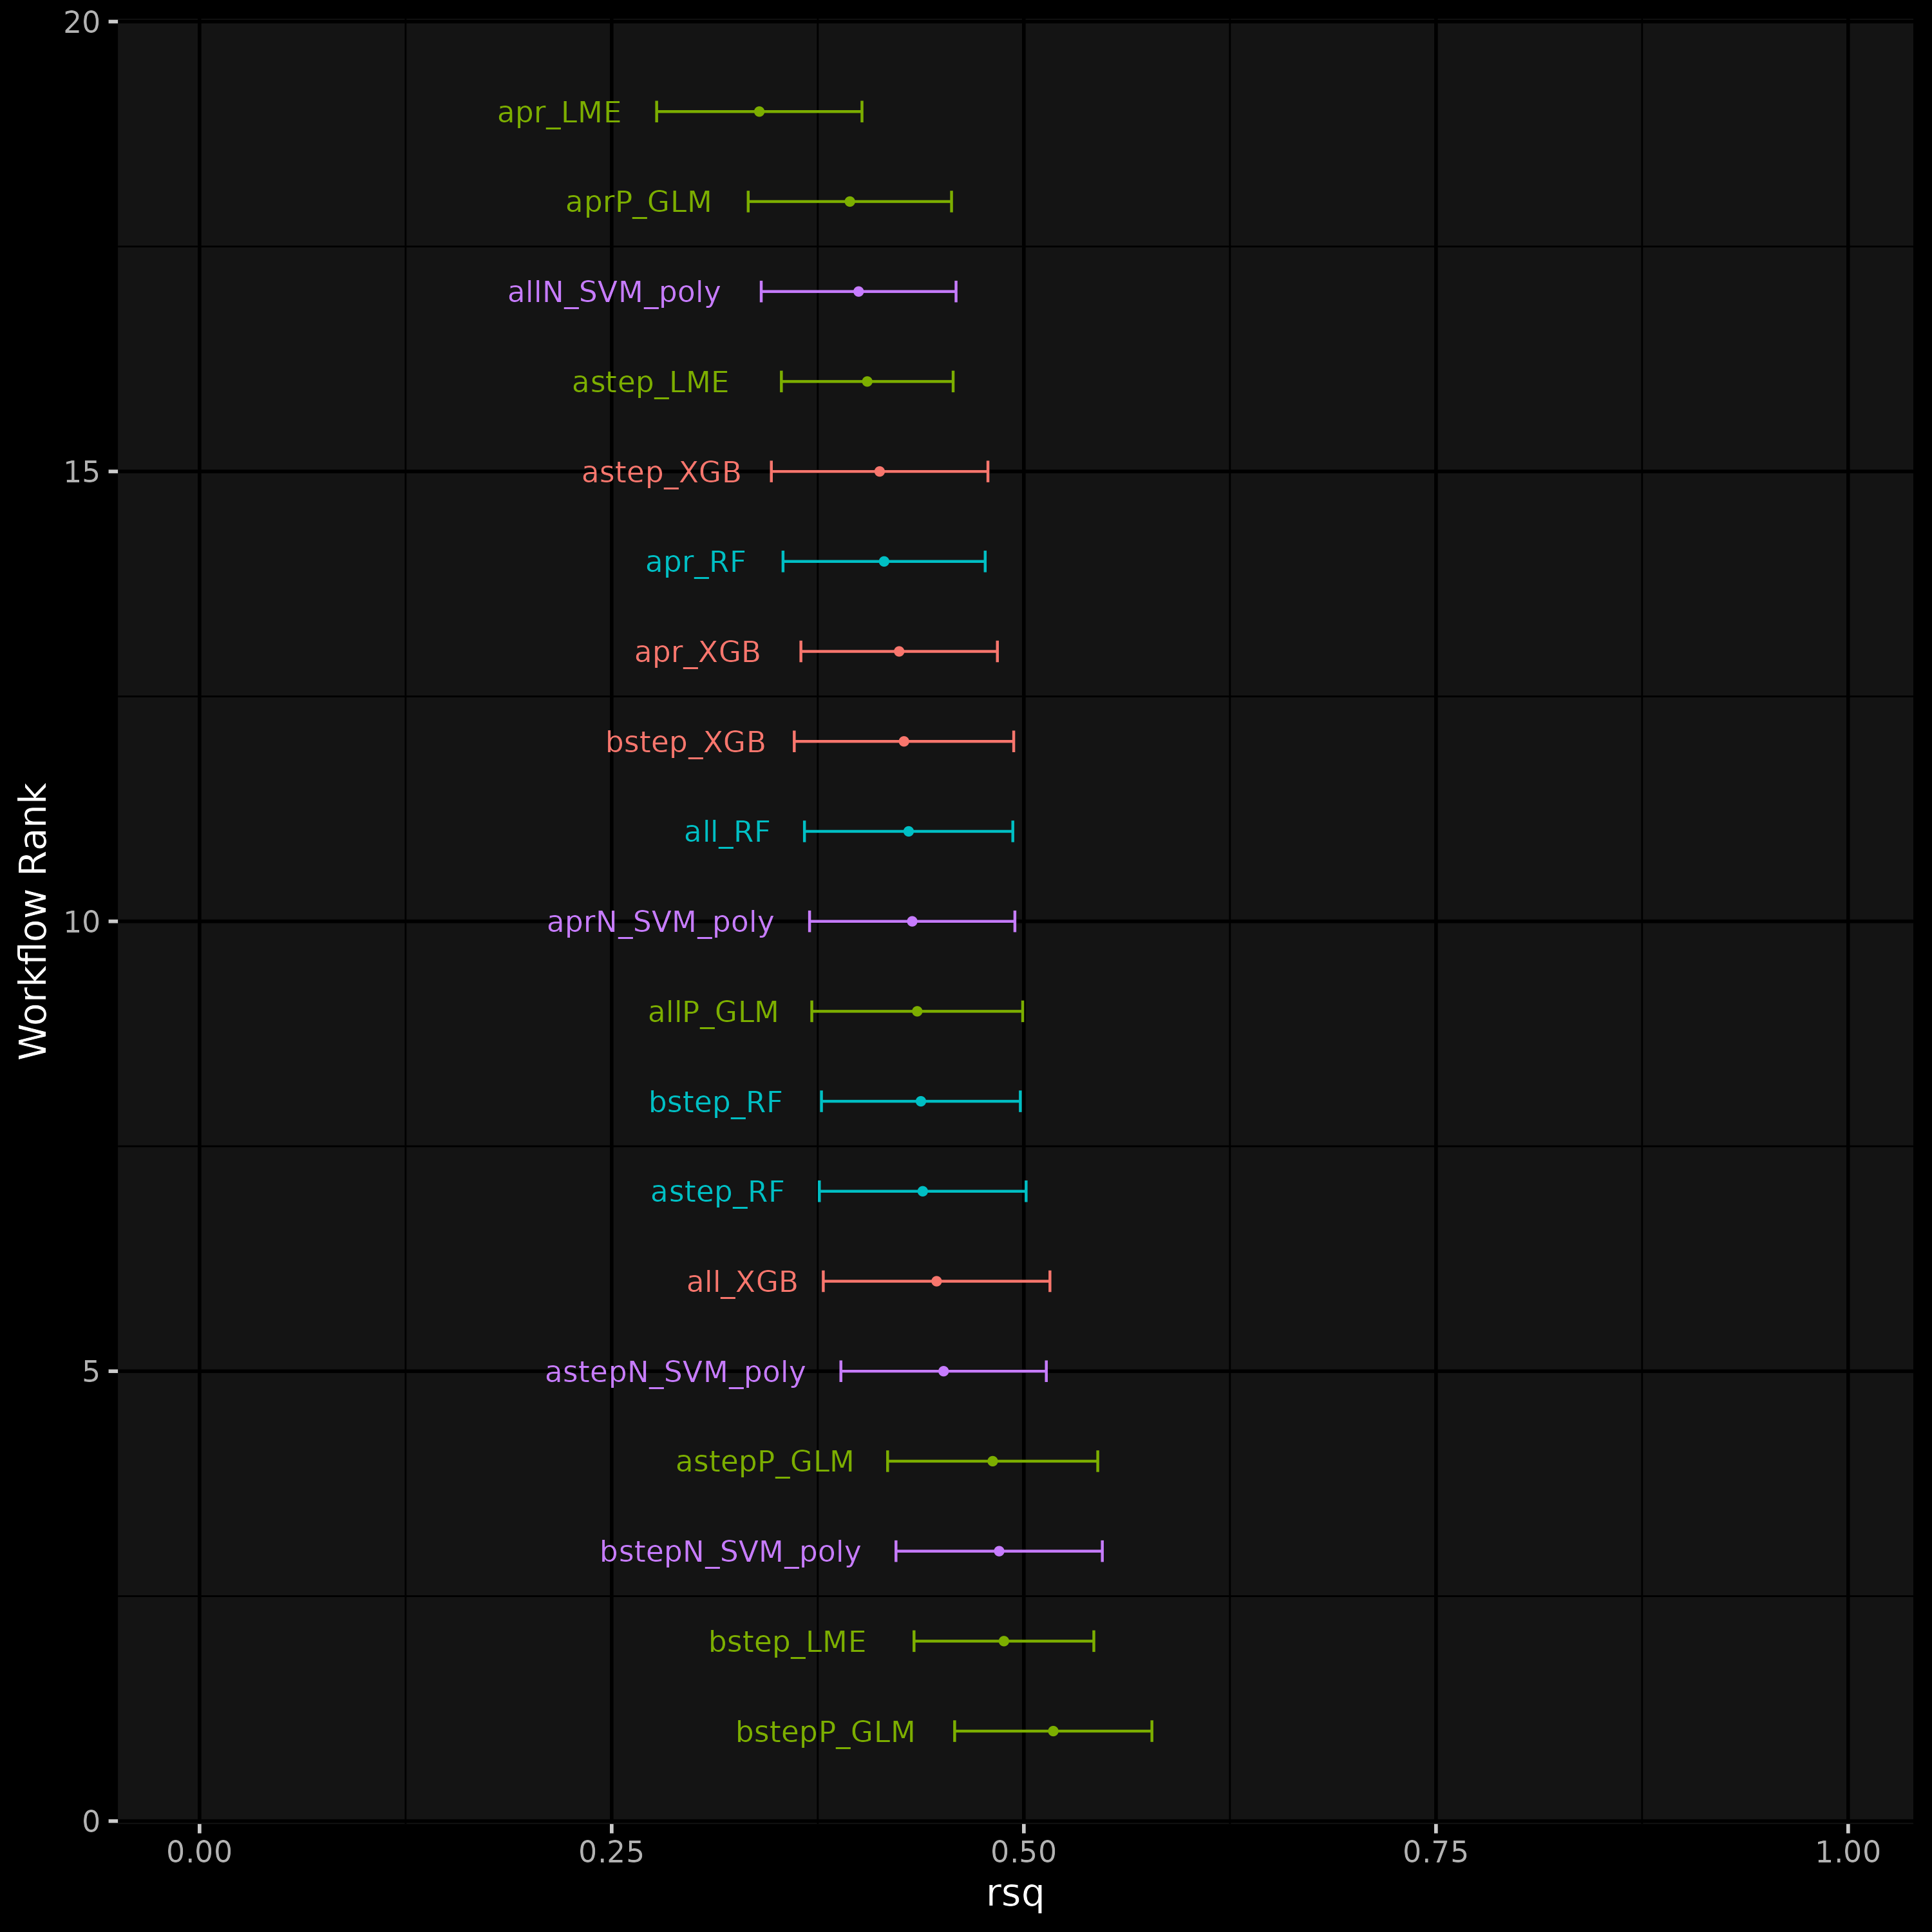 20
apr_LME
aprP_GLM
allN_SVM_poly
astep_LME
15
astep_XGB
apr_RF
apr_XGB
bstep_XGB
all_RF
10
aprN_SVM_poly
Workflow Rank
allP_GLM
bstep_RF
astep_RF
all_XGB
5
astepN_SVM_poly
astepP_GLM
bstepN_SVM_poly
bstep_LME
bstepP_GLM
0
0.00 0.25 0.50 0.75 1.00
rsq